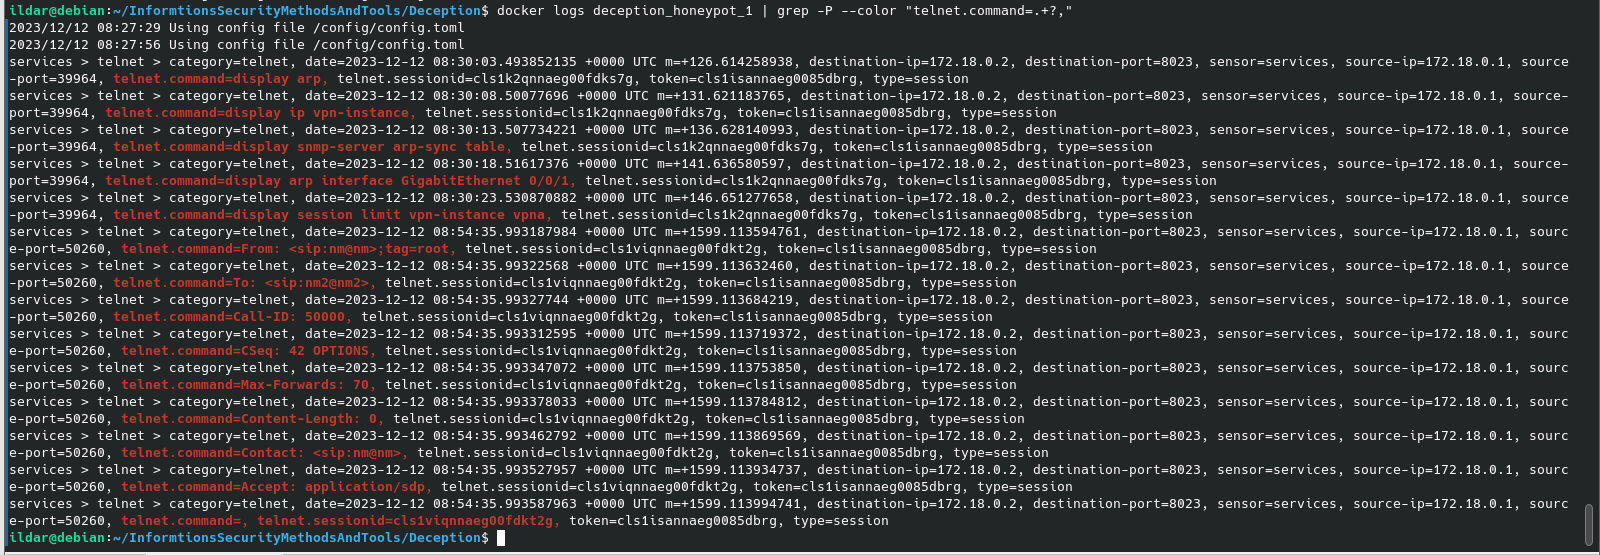 ildar@debian:~/InformtionsSecurityMethodsAndTools/Deception$ docker logs deception_honeypot_1 | grep -P --color "telnet.command=.+?,"
2023/12/12 08:27:29 Using config file /config/config.toml
2023/12/12 08:27:56 Using config file /config/config.toml
services > telnet > category=telnet, date=2023-12-12 08:30:03.493852135 +0000 UTC m=+126.614258938, destination-ip=172.18.0.2, destination-port=8023, sensor=services, source-ip=172.18.0.1, source
-port=39964, telnet.command=display arp, telnet.sessionid=cls1k2qnnaeg00fdks7g, token=cls1isannaeg0085dbrg, type=session
services > telnet > category=telnet, date=2023-12-12 08:30:08.50077696 +0000 UTC m=+131.621183765, destination-ip=172.18.0.2, destination-port=8023, sensor=services, source-ip=172.18.0.1, source-
port=39964, telnet.command=display ip vpn-instance, telnet.sessionid=cls1k2qnnaeg00fdks7g, token=cls1isannaeg0085dbrg, type=session
services > telnet > category=telnet, date=2023-12-12 08:30:13.507734221 +0000 UTC m=+136.628140993, destination-ip=172.18.0.2, destination-port=8023, sensor=services, source-ip=172.18.0.1, source
-port=39964, telnet.command=display snmp-server arp-sync table, telnet.sessionid=cls1k2qnnaeg00fdks7g, token=cls1isannaeg0085dbrg, type=session
services > telnet > category=telnet, date=2023-12-12 08:30:18.51617376 +0000 UTC m=+141.636580597, destination-ip=172.18.0.2, destination-port=8023, sensor=services, source-ip=172.18.0.1, source-
port=39964, telnet.command=display arp interface GigabitEthernet 0/0/1, telnet.sessionid=cls1k2qnnaeg00fdks7g, token=cls1isannaeg0085dbrg, type=session
services > telnet > category=telnet, date=2023-12-12 08:30:23.530870882 +0000 UTC m=+146.651277658, destination-ip=172.18.0.2, destination-port=8023, sensor=services, source-ip=172.18.0.1, source
-port=39964, telnet.command=display session limit vpn-instance vpna, telnet.sessionid=cls1k2qnnaeg00fdks7g, token=cls1isannaeg0085dbrg, type=session
services > telnet > category=telnet, date=2023-12-12 08:54:35.993187984 +0000 UTC m=+1599.113594761, destination-ip=172.18.0.2, destination-port=8023, sensor=services, source-ip=172.18.0.1, sourc
e-port=50260, telnet.command=From: <sip:nm@nm>;tag=root, telnet.sessionid=cls1viqnnaeg00fdkt2g, token=cls1isannaeg0085dbrg, type=session
services > telnet > category=telnet, date=2023-12-12 08:54:35.99322568 +0000 UTC m=+1599.113632460, destination-ip=172.18.0.2, destination-port=8023, sensor=services, source-ip=172.18.0.1, source
-port=50260, telnet.command=To: <sip:nm2@nm2>, telnet.sessionid=cls1viqnnaeg00fdkt2g, token=cls1isannaeg0085dbrg, type=session
services > telnet > category=telnet, date=2023-12-12 08:54:35.99327744 +0000 UTC m=+1599.113684219, destination-ip=172.18.0.2, destination-port=8023, sensor=services, source-ip=172.18.0.1, source
-port=50260, telnet.command=Call-ID: 50000, telnet.sessionid=cls1viqnnaeg00fdkt2g, token=cls1isannaeg0085dbrg, type=session
services > telnet > category=telnet, date=2023-12-12 08:54:35.993312595 +0000 UTC m=+1599.113719372, destination-ip=172.18.0.2, destination-port=8023, sensor=services, source-ip=172.18.0.1, sourc
e-port=50260, telnet.command=CSeq: 42 OPTIONS, telnet.sessionid=cls1viqnnaeg00fdkt2g, token=cls1isannaeg0085dbrg, type=session
services > telnet > category=telnet, date=2023-12-12 08:54:35.993347072 +0000 UTC m=+1599.113753850, destination-ip=172.18.0.2, destination-port=8023, sensor=services, source-ip=172.18.0.1, sourc
e-port=50260, telnet.command=Max-Forwards: 70, telnet.sessionid=cls1viqnnaeg00fdkt2g, token=cls1isannaeg0085dbrg, type=session
services > telnet > category=telnet, date=2023-12-12 08:54:35.993378033 +0000 UTC m=+1599.113784812, destination-ip=172.18.0.2, destination-port=8023, sensor=services, source-ip=172.18.0.1, sourc
e-port=50260, telnet.command=Content-Length: 0, telnet.sessionid=cls1viqnnaeg00fdkt2g, token=cls1isannaeg0085dbrg, type=session
services > telnet > category=telnet, date=2023-12-12 08:54:35.993462792 +0000 UTC m=+1599.113869569, destination-ip=172.18.0.2, destination-port=8023, sensor=services, source-ip=172.18.0.1, sourc
e-port=50260, telnet.command=Contact: <sip:nm@nm>, telnet.sessionid=cls1viqnnaeg00fdkt2g, token=cls1isannaeg0085dbrg, type=session
services > telnet > category=telnet, date=2023-12-12 08:54:35.993527957 +0000 UTC m=+1599.113934737, destination-ip=172.18.0.2, destination-port=8023, sensor=services, source-ip=172.18.0.1, sourc
e-port=50260, telnet.command=Accept: application/sdp, telnet.sessionid=cls1viqnnaeg00fdkt2g, token=cls1isannaeg0085dbrg, type=session
services > telnet > category=telnet, date=2023-12-12 08:54:35.993587963 +0000 UTC m=+1599.113994741, destination-ip=172.18.0.2, destination-port=8023, sensor=services, source-ip=172.18.0.1, sourc
e-port=50260, telnet.command=, telnet.sessionid=cls1viqnnaeg00fdkt2g, token=cls1isannaeg0085dbrg, type=session
ildar@debian:~/InformtionsSecurityMethodsAndTools/Deception$